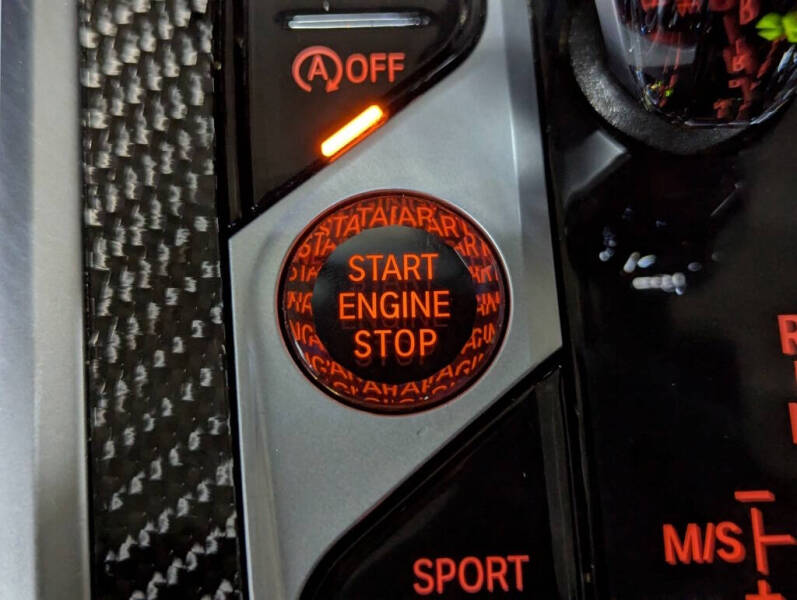 A OFF
START
ENGINE
STOP
SPORT
M/S
+
R